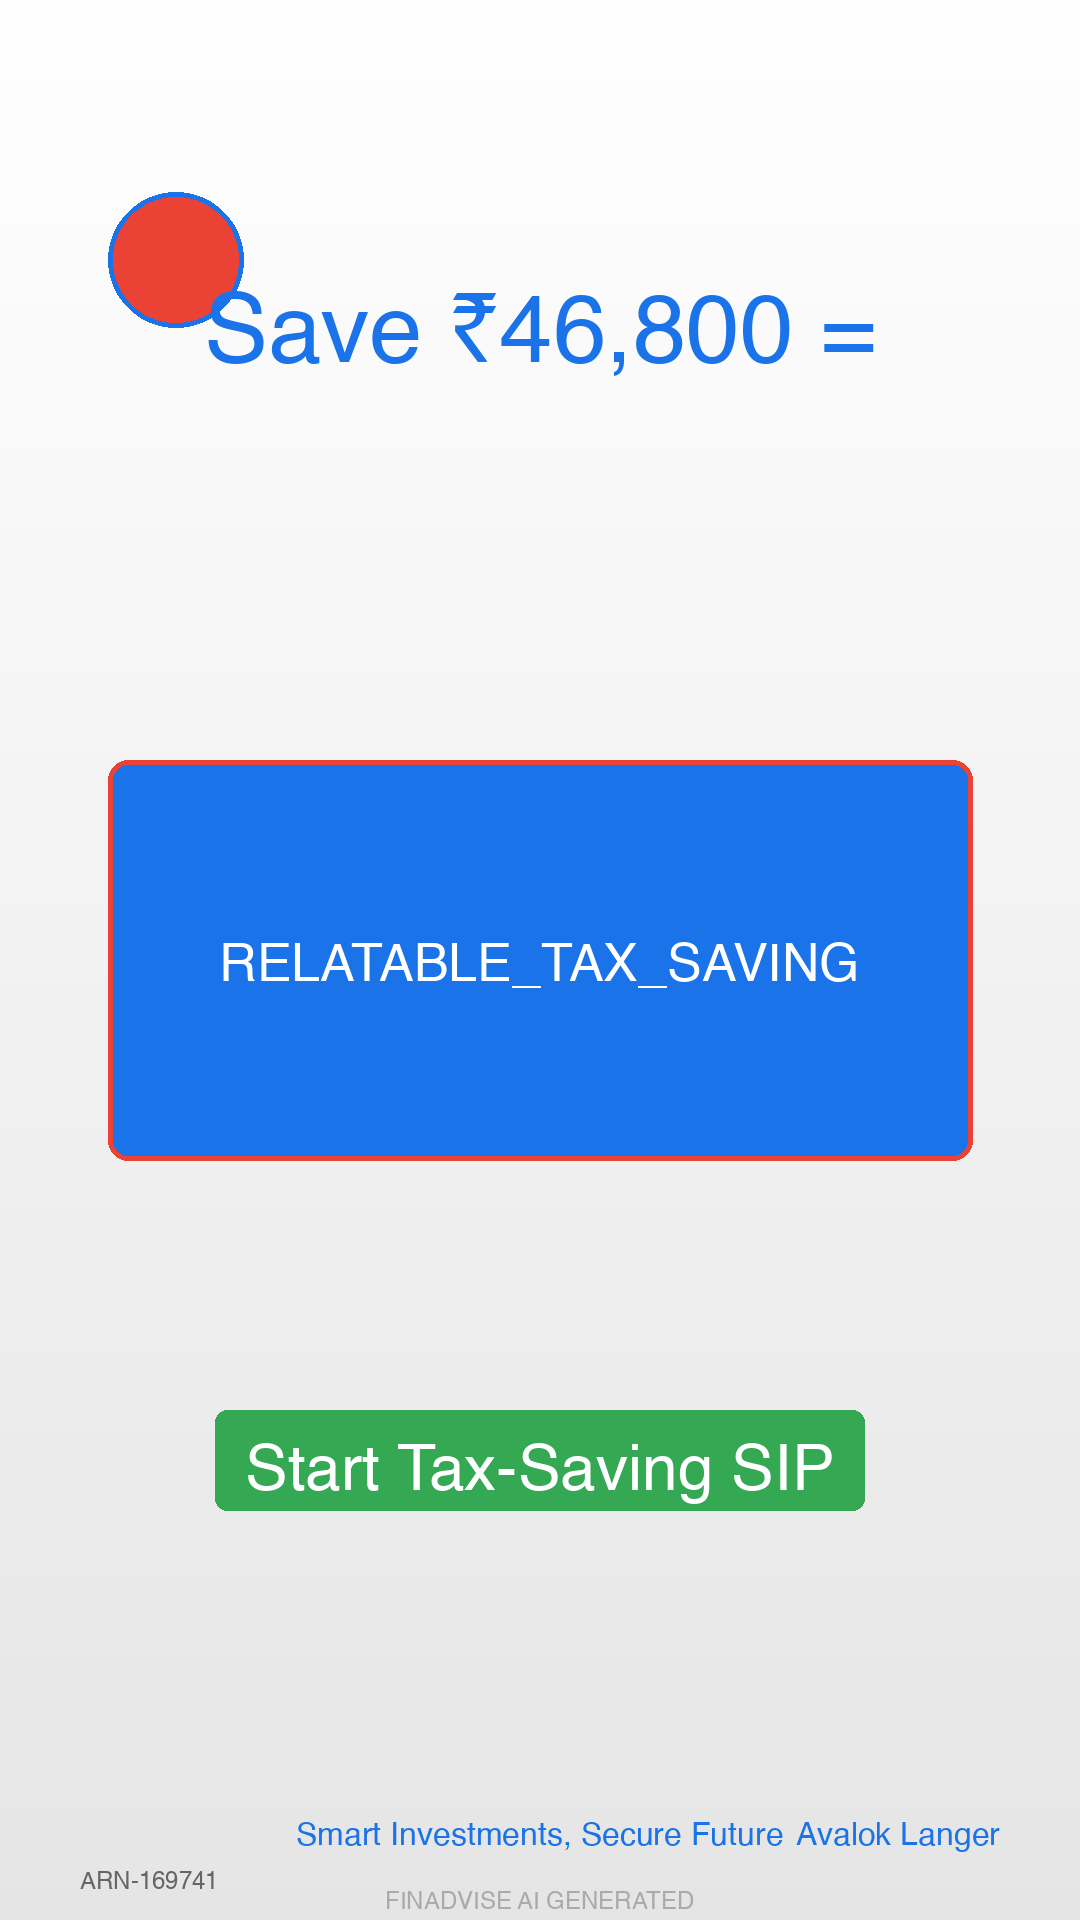 Save ₹46,800 =
RELATABLE_TAX_SAVING
Start Tax-Saving SIP
Smart Investments, Secure Future Avalok Langer
ARN-169741
FINADVISE AI GENERATED